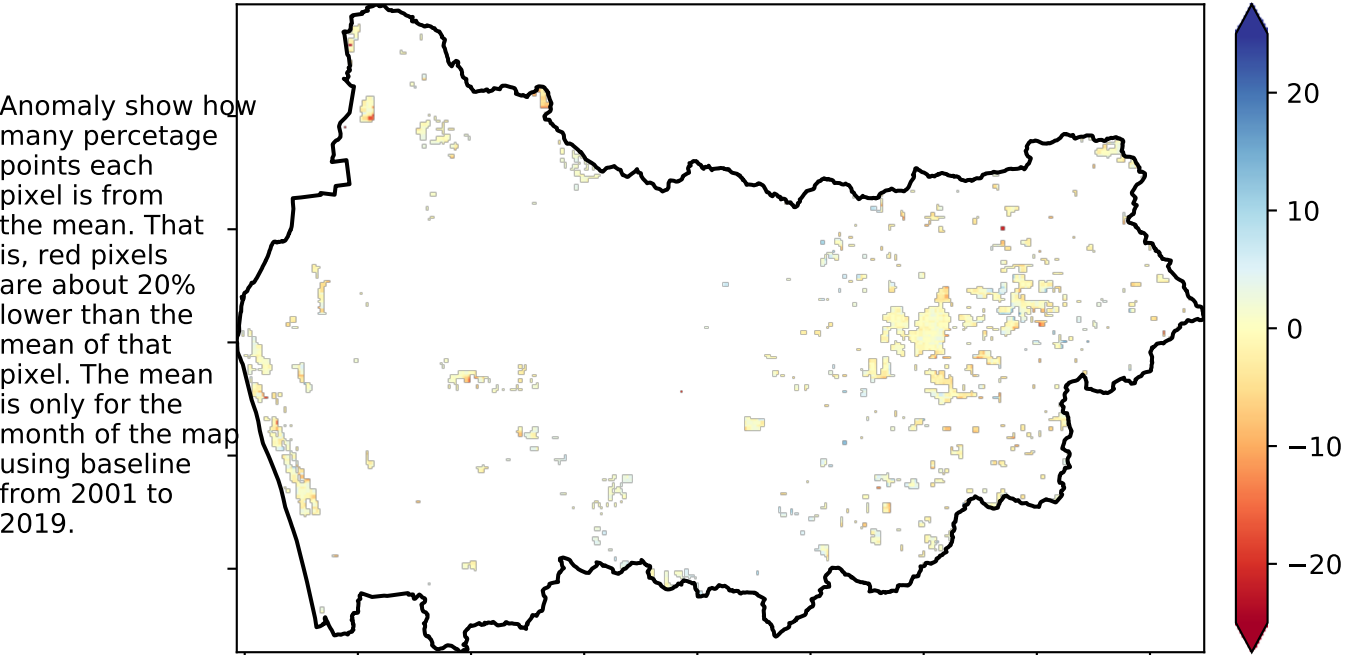 Anomaly show how
many percetage
points each
pixel is from
the mean. That
is, red pixels
are about 20%
lower than the
mean of that
pixel. The mean
is only for the
month of the map
using baseline
from 2001 to
2019.
20
10
0
−10
−20